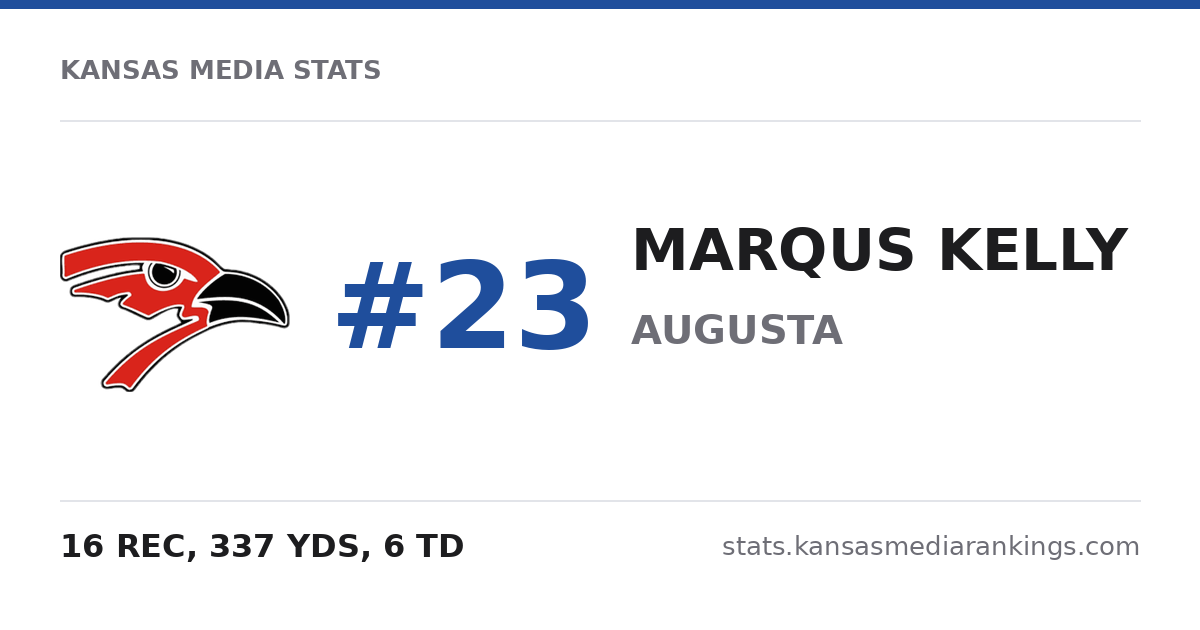 KANSAS MEDIA STATS
#23
MARQUS KELLY
AUGUSTA
16 REC, 337 YDS, 6 TD
stats.kansasmediarankings.com